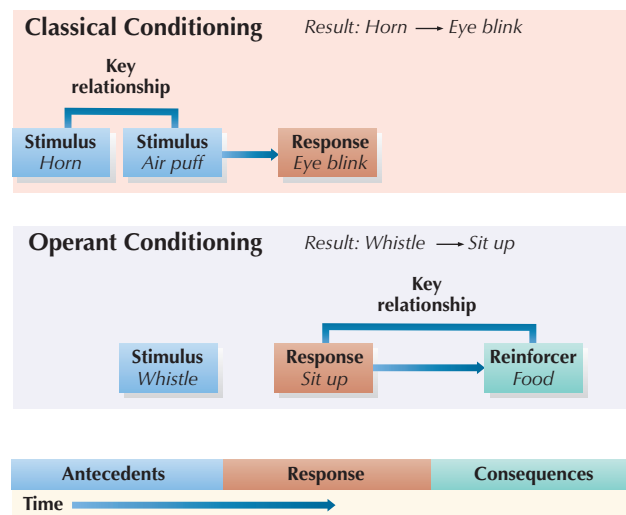 Classical Conditioning
Result: Horn → Eye blink
Key
relationship
Stimulus
Horn
Stimulus
Air puff
Response
Eye blink
Operant Conditioning
Result: Whistle → Sit up
Key
relationship
Stimulus
Whistle
Response
Sit up
Reinforcer
Food
Antecedents
Response
Consequences
Time